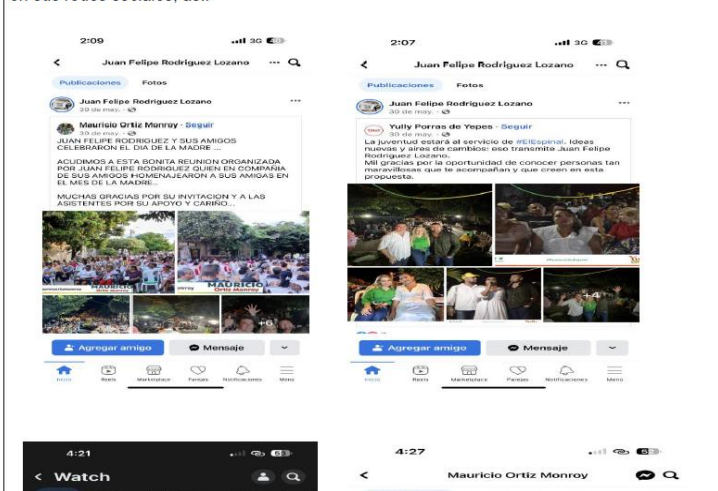 2:09
3G
Juan Felipe Rodriguez Lozano
Publicaciones Fotos
Juan Felipe Rodriguez Lozano
30 de may.
Mauricio Ortiz Monroy · Seguir
30 de may.
JUAN FELIPE RODRIGUEZ Y SUS AMIGOS
CELEBRARON EL DIA DE LA MADRE ...
ACUDIMOS A ESTA BONITA REUNION ORGANIZADA
POR JUAN FELIPE RODRIGUEZ QUIEN EN COMPAÑIA
DE SUS AMIGOS HOMENAJEARON A SUS AMIGAS EN
EL MES DE LA MADRE..
MUCHAS GRACIAS POR SU INVITACION Y A LAS
ASISTENTES POR SU APOYO Y CARIÑO...
MAURICIO
Ortiz Monroy
+6
Agregar amigo Mensaje
Inicio Reels Marketplace Parejas Notificaciones Menú
2:07
3G
Juan Felipe Rodriguez Lozano
Publicaciones Fotos
Juan Felipe Rodriguez Lozano
30 de may.
Yully Porras de Yepes · Seguir
30 de may.
La juventud estará al servicio de #ElEspinal. Ideas
nuevas y aires de cambios: eso transmite Juan Felipe
Rodriguez Lozano.
Mil gracias por la oportunidad de conocer personas tan
maravillosas que te acompañan y que creen en esta
propuesta.
+4
Agregar amigo Mensaje
Inicio Reels Marketplace Parejas Notificaciones Menú
4:21
Watch
4:27
Mauricio Ortiz Monroy